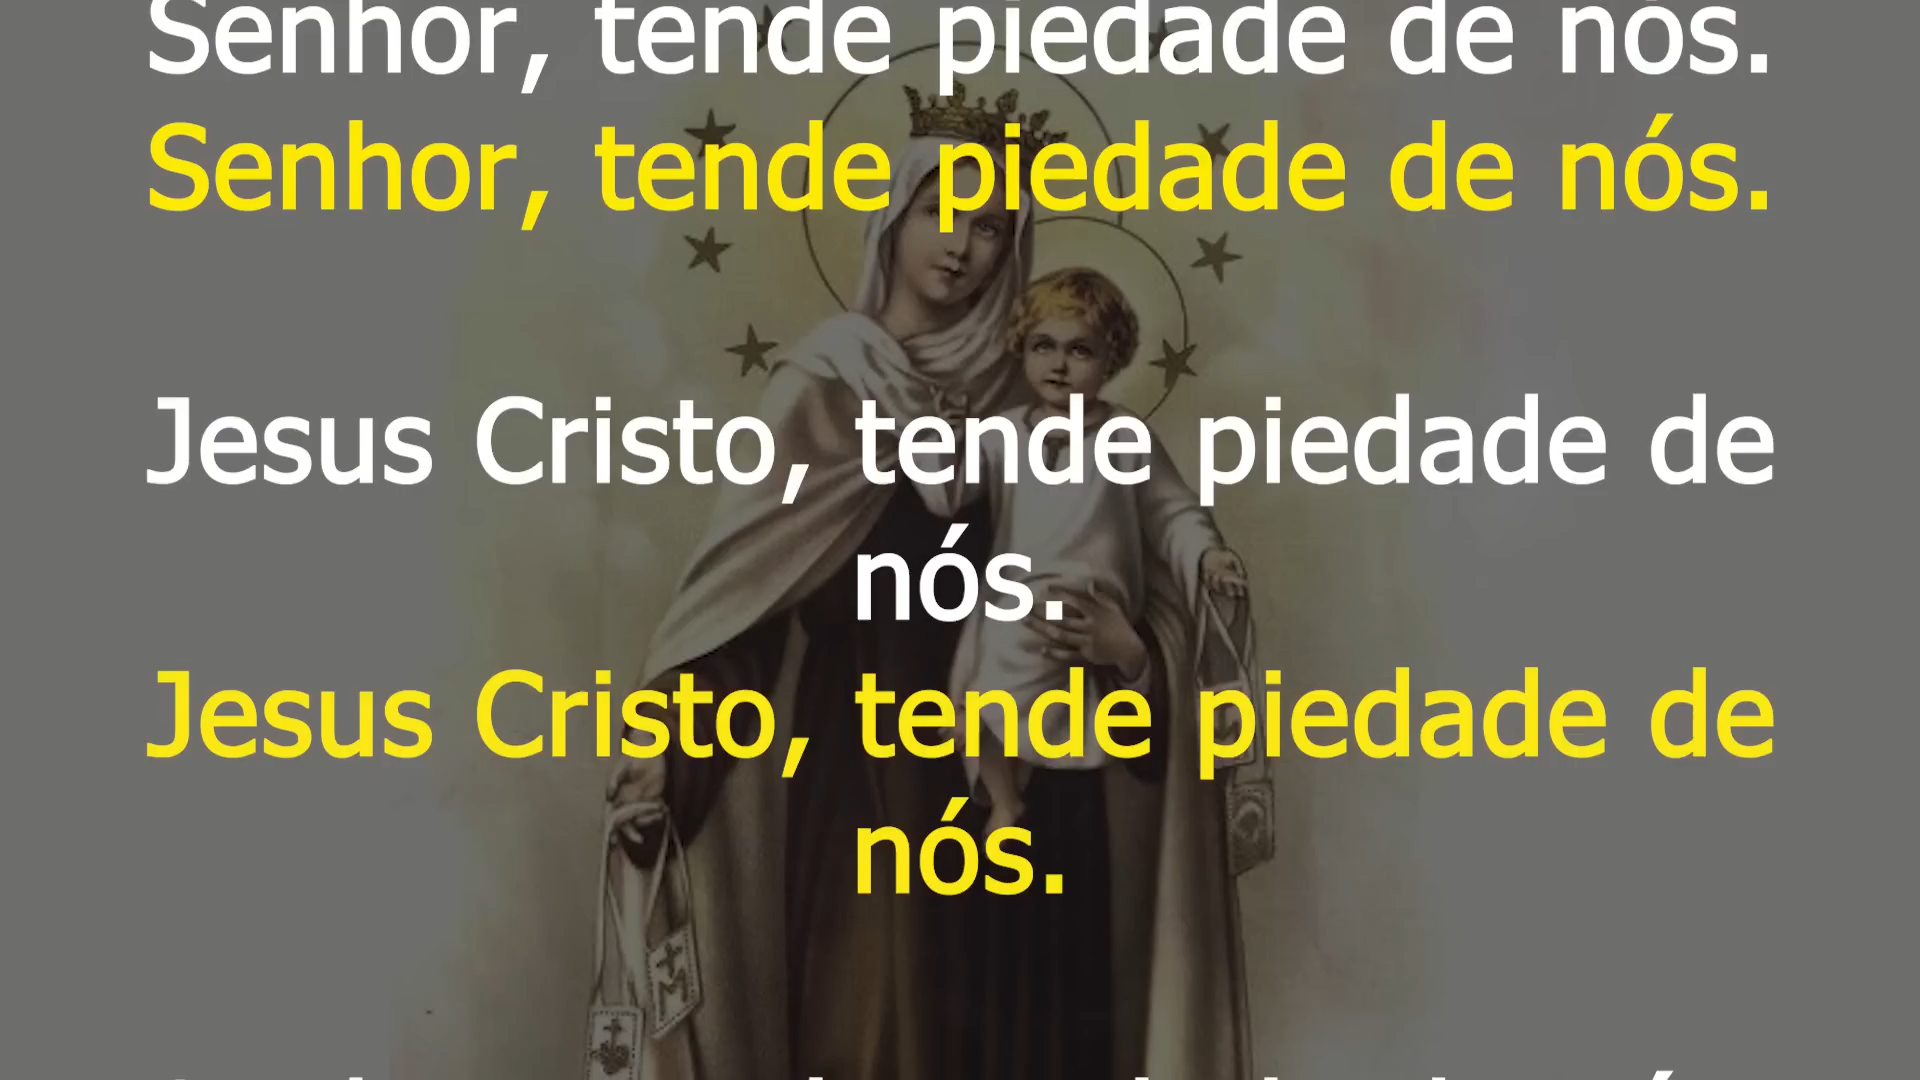 Senhor, tende piedade de nós.
Senhor, tende piedade de nós.
Jesus Cristo, tende piedade de
nós.
Jesus Cristo, tende piedade de
nós.